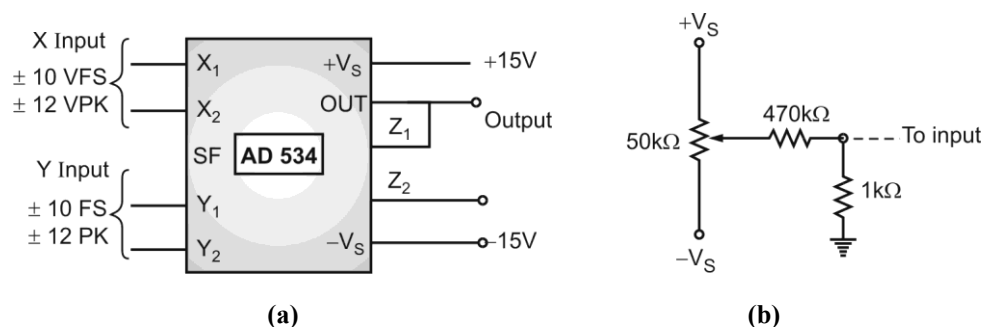 X Input
± 10 VFS
± 12 VPK
Y Input
± 10 FS
± 12 PK
X₁
X₂
SF
AD 534
Y₁
Y₂
+Vₛ
OUT
Z₁
Z₂
−Vₛ
+15V
Output
−15V
(a)
+Vₛ
50kΩ
470kΩ
To input
1kΩ
−Vₛ
(b)